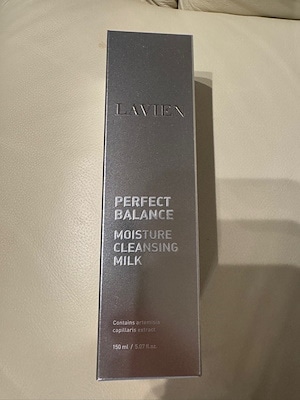 LAVIEN
PERFECT
BALANCE
MOISTURE
CLEANSING
MILK
Contains artemisia
capillaris extract
150 ml / 5.07 fl oz.